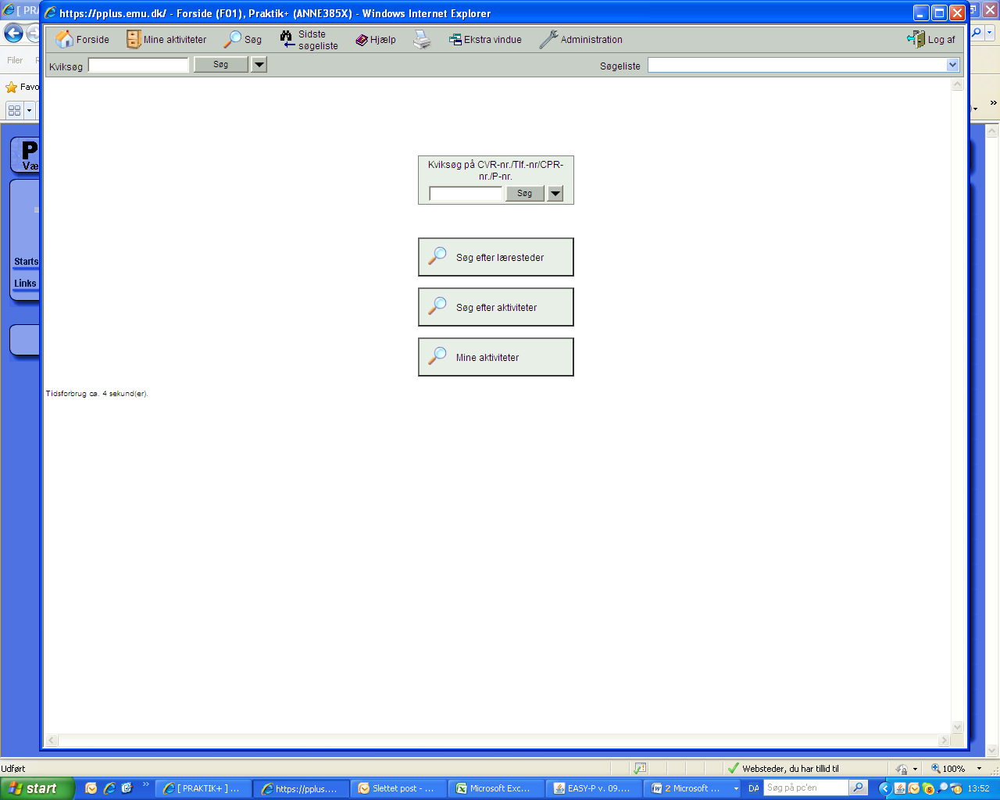 [ PRA
https://pplus.emu.dk/ - Forside (F01), Praktik+ (ANNE385X) - Windows Internet Explorer
Forside
Mine aktiviteter
Søg
Sidste
søgeliste
Hjælp
Ekstra vindue
Administration
Log af
Filer
Kviksøg
Søg
Søgeliste
Favo
P
Væ
Starts
Links
Kviksøg på CVR-nr./Tlf.-nr/CPR-
nr./P-nr.
Søg
Søg efter læresteder
Søg efter aktiviteter
Mine aktiviteter
Tidsforbrug ca. 4 sekund(er).
Udført
Websteder, du har tillid til
100%
start
[ PRAKTIK+ ] ...
https://pplus....
Slettet post - ...
Microsoft Exc...
EASY-P v. 09....
2 Microsoft ...
DA
Søg på pc'en
13:52